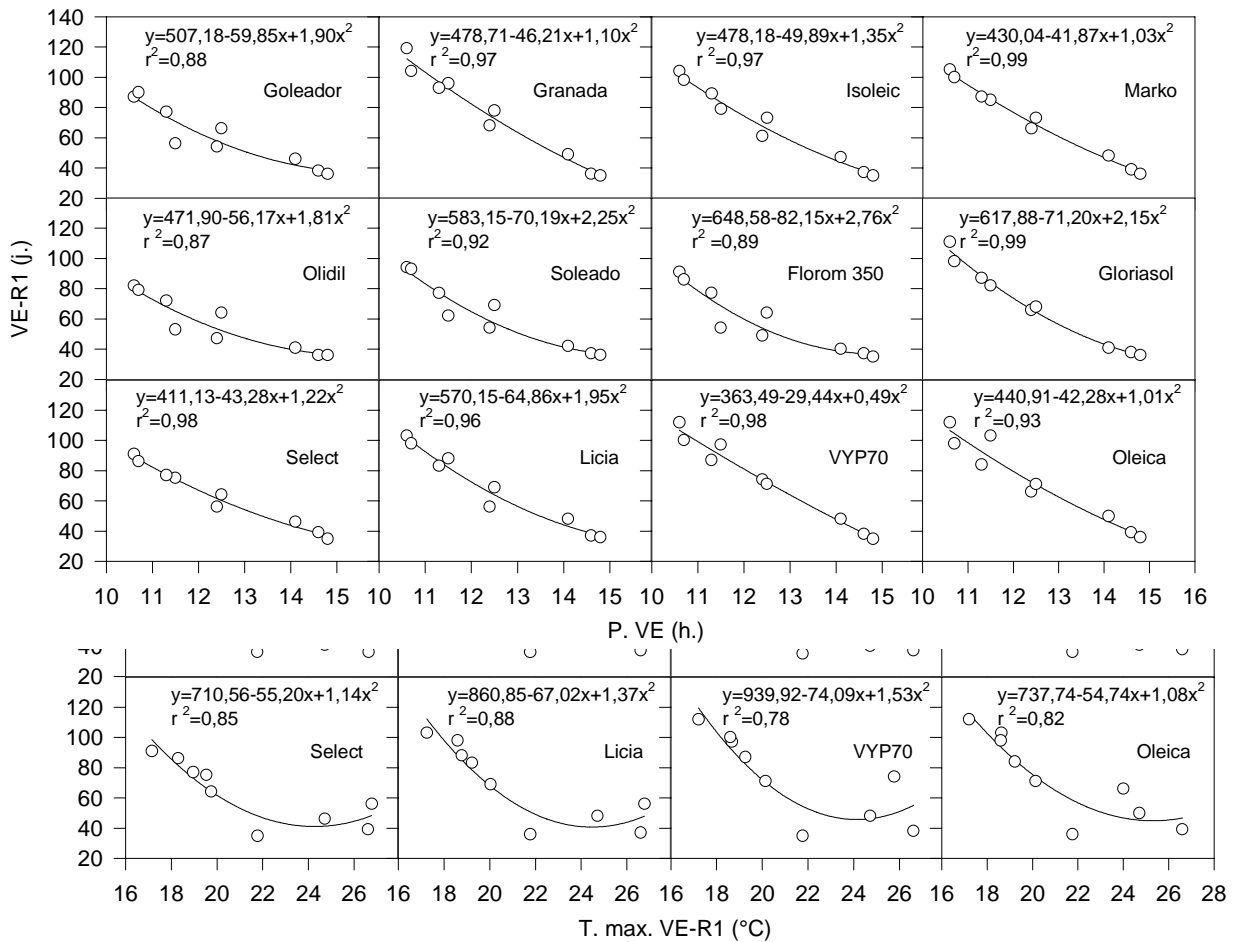 140
120
100
80
60
40
20
y=507,18-59,85x+1,90x²
r²=0,88
Goleador
y=478,71-46,21x+1,10x²
r²=0,97
Granada
y=478,18-49,89x+1,35x²
r²=0,97
Isoleic
y=430,04-41,87x+1,03x²
r²=0,99
Marko
VE-R1 (j.)
120
100
80
60
40
20
y=471,90-56,17x+1,81x²
r ²=0,87
Olidil
y=583,15-70,19x+2,25x²
r ²=0,92
Soleado
y=648,58-82,15x+2,76x²
r ²=0,89
Florom 350
y=617,88-71,20x+2,15x²
r ²=0,99
Gloriasol
120
100
80
60
40
20
y=411,13-43,28x+1,22x²
r²=0,98
Select
y=570,15-64,86x+1,95x²
r ²=0,96
Licia
y=363,49-29,44x+0,49x²
r ²=0,98
VYP70
y=440,91-42,28x+1,01x²
r ²=0,93
Oleica
10 11 12 13 14 15 10 11 12 13 14 15 10 11 12 13 14 15 10 11 12 13 14 15 16
P. VE (h.)
40
20
120
100
80
60
40
20
y=710,56-55,20x+1,14x²
r ²=0,85
Select
y=860,85-67,02x+1,37x²
r ²=0,88
Licia
y=939,92-74,09x+1,53x²
r ²=0,78
VYP70
y=737,74-54,74x+1,08x²
r ²=0,82
Oleica
16 18 20 22 24 26 16 18 20 22 24 26 16 18 20 22 24 26 16 18 20 22 24 26 28
T. max. VE-R1 (°C)